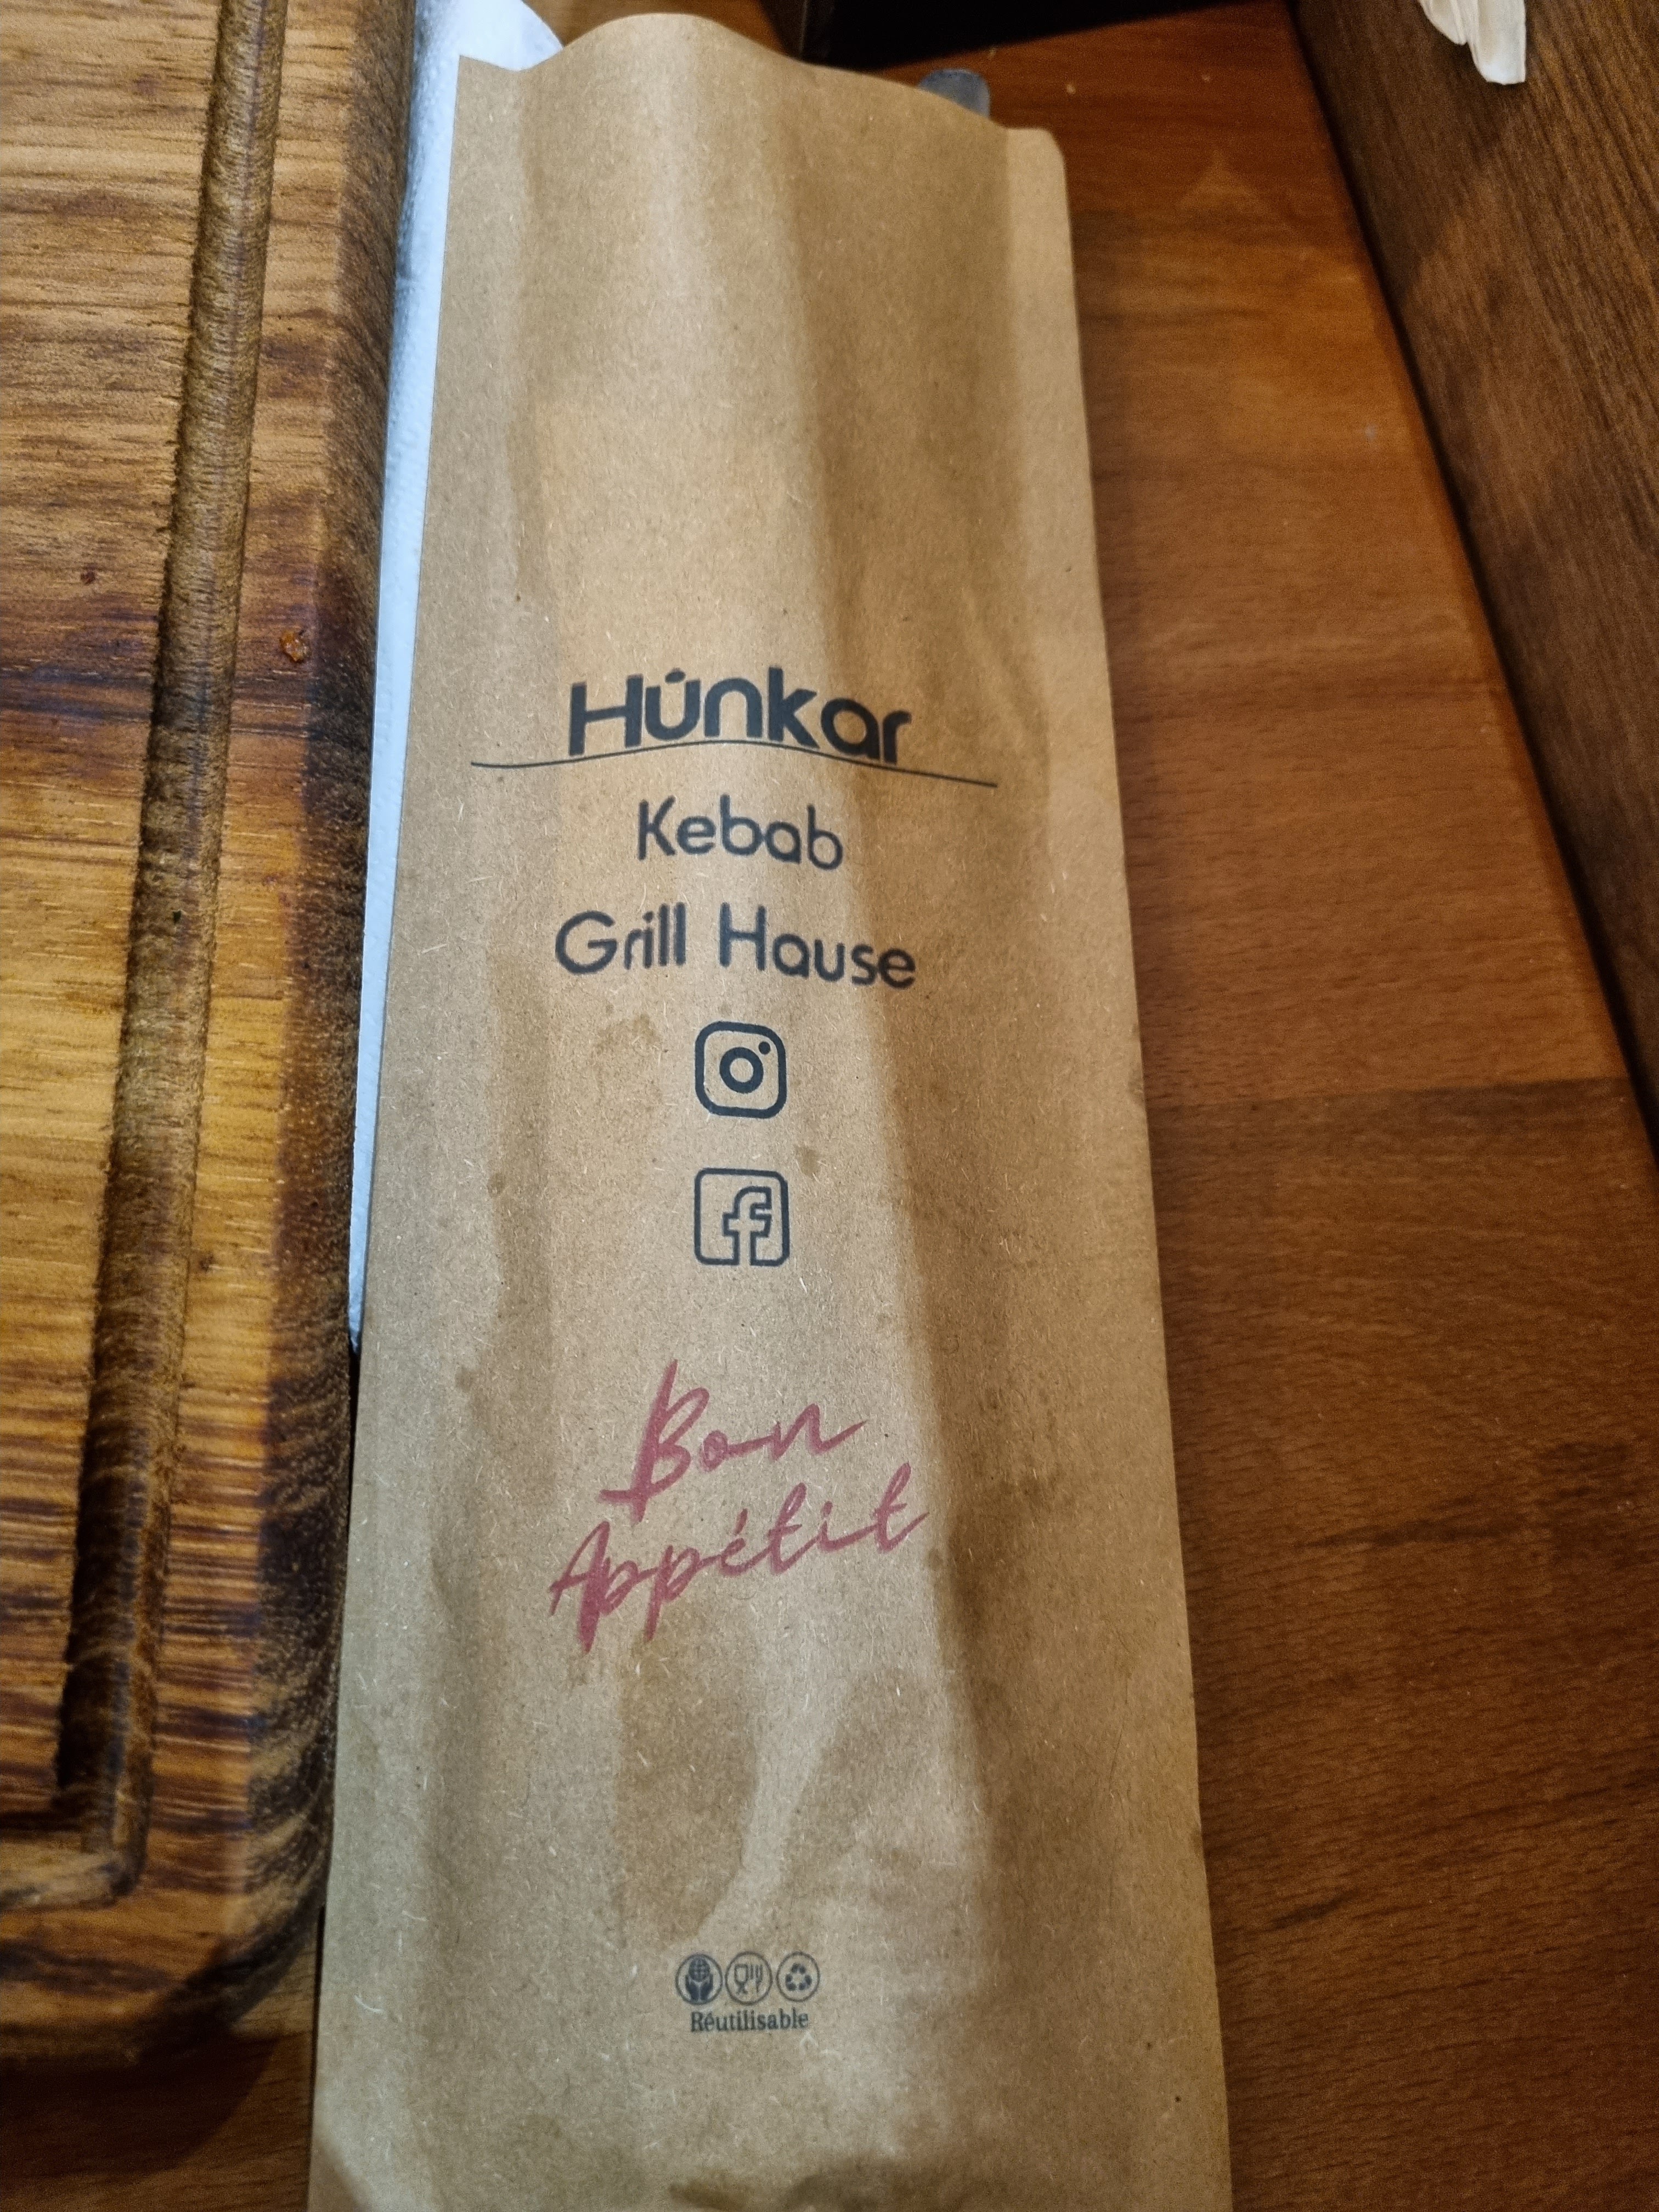 Húnkar
Kebab
Grill Hause
Bon
Appétit
Réutilisable